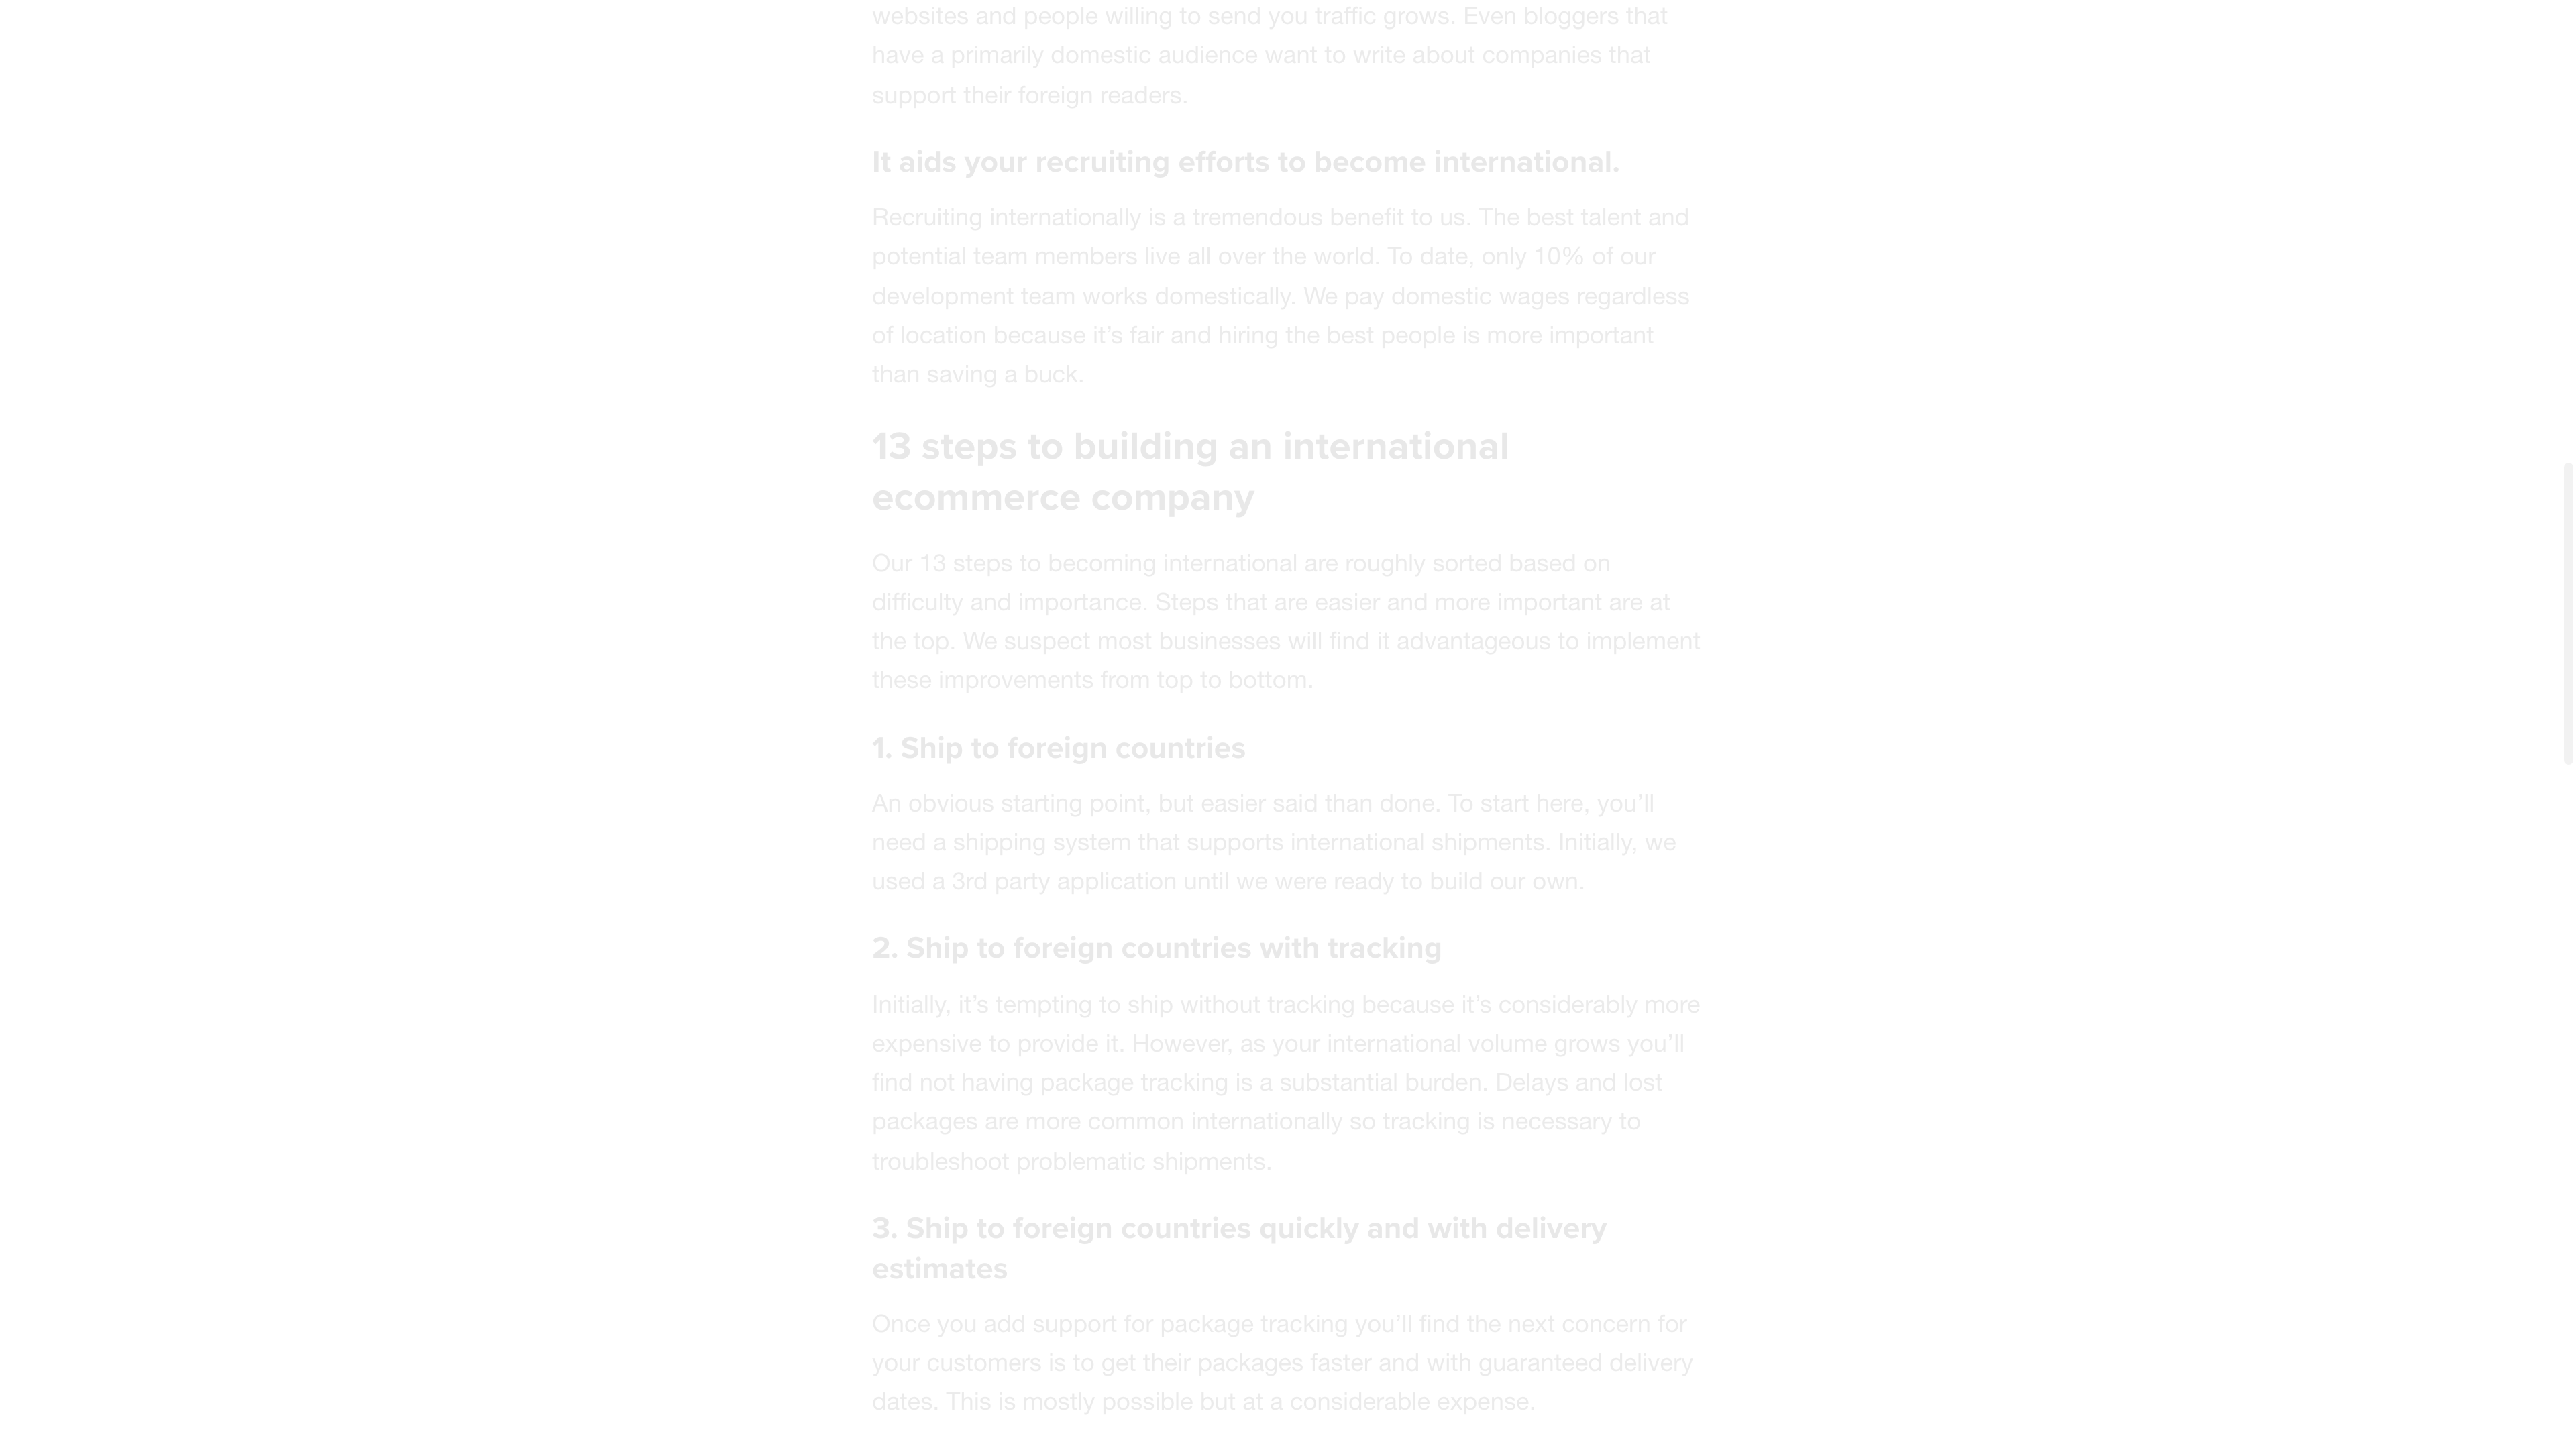 websites and people willing to send you traffic grows. Even bloggers that
have a primarily domestic audience want to write about companies that
support their foreign readers.
It aids your recruiting efforts to become international.
Recruiting internationally is a tremendous benefit to us. The best talent and
potential team members live all over the world. To date, only 10% of our
development team works domestically. We pay domestic wages regardless
of location because it’s fair and hiring the best people is more important
than saving a buck.
13 steps to building an international
ecommerce company
Our 13 steps to becoming international are roughly sorted based on
difficulty and importance. Steps that are easier and more important are at
the top. We suspect most businesses will find it advantageous to implement
these improvements from top to bottom.
1. Ship to foreign countries
An obvious starting point, but easier said than done. To start here, you’ll
need a shipping system that supports international shipments. Initially, we
used a 3rd party application until we were ready to build our own.
2. Ship to foreign countries with tracking
Initially, it’s tempting to ship without tracking because it’s considerably more
expensive to provide it. However, as your international volume grows you’ll
find not having package tracking is a substantial burden. Delays and lost
packages are more common internationally so tracking is necessary to
troubleshoot problematic shipments.
3. Ship to foreign countries quickly and with delivery
estimates
Once you add support for package tracking you’ll find the next concern for
your customers is to get their packages faster and with guaranteed delivery
dates. This is mostly possible but at a considerable expense.